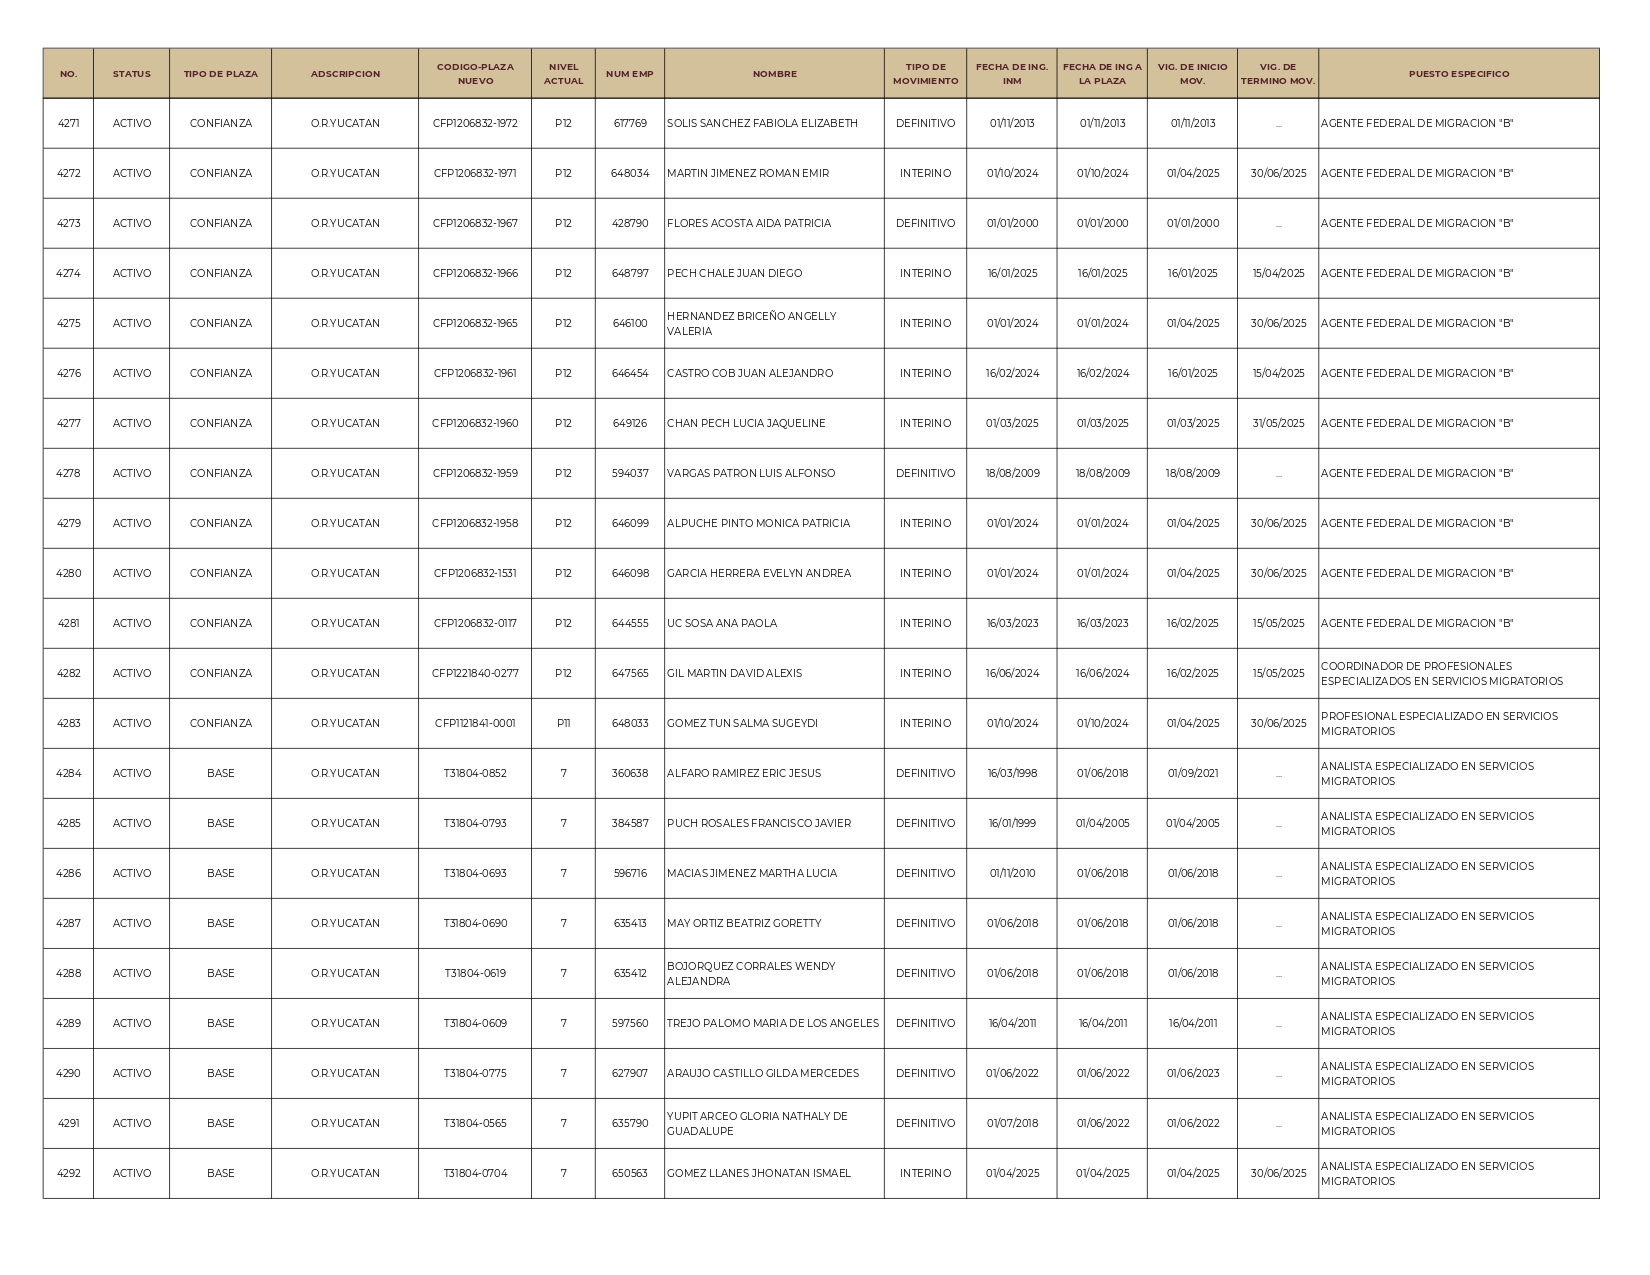 NO. STATUS TIPO DE PLAZA ADSCRIPCION CODIGO-PLAZA NUEVO NIVEL ACTUAL NUM EMP NOMBRE TIPO DE MOVIMIENTO FECHA DE ING. INM FECHA DE ING A LA PLAZA VIG. DE INICIO MOV. VIG. DE TERMINO MOV. PUESTO ESPECIFICO
4271 ACTIVO CONFIANZA O.R.YUCATAN CFP1206832-1972 P12 617769 SOLIS SANCHEZ FABIOLA ELIZABETH DEFINITIVO 01/11/2013 01/11/2013 01/11/2013 ... AGENTE FEDERAL DE MIGRACION "B"
4272 ACTIVO CONFIANZA O.R.YUCATAN CFP1206832-1971 P12 648034 MARTIN JIMENEZ ROMAN EMIR INTERINO 01/10/2024 01/10/2024 01/04/2025 30/06/2025 AGENTE FEDERAL DE MIGRACION "B"
4273 ACTIVO CONFIANZA O.R.YUCATAN CFP1206832-1967 P12 428790 FLORES ACOSTA AIDA PATRICIA DEFINITIVO 01/01/2000 01/01/2000 01/01/2000 ... AGENTE FEDERAL DE MIGRACION "B"
4274 ACTIVO CONFIANZA O.R.YUCATAN CFP1206832-1966 P12 648797 PECH CHALE JUAN DIEGO INTERINO 16/01/2025 16/01/2025 16/01/2025 15/04/2025 AGENTE FEDERAL DE MIGRACION "B"
4275 ACTIVO CONFIANZA O.R.YUCATAN CFP1206832-1965 P12 646100 HERNANDEZ BRICEÑO ANGELLY VALERIA INTERINO 01/01/2024 01/01/2024 01/04/2025 30/06/2025 AGENTE FEDERAL DE MIGRACION "B"
4276 ACTIVO CONFIANZA O.R.YUCATAN CFP1206832-1961 P12 646454 CASTRO COB JUAN ALEJANDRO INTERINO 16/02/2024 16/02/2024 16/01/2025 15/04/2025 AGENTE FEDERAL DE MIGRACION "B"
4277 ACTIVO CONFIANZA O.R.YUCATAN CFP1206832-1960 P12 649126 CHAN PECH LUCIA JAQUELINE INTERINO 01/03/2025 01/03/2025 01/03/2025 31/05/2025 AGENTE FEDERAL DE MIGRACION "B"
4278 ACTIVO CONFIANZA O.R.YUCATAN CFP1206832-1959 P12 594037 VARGAS PATRON LUIS ALFONSO DEFINITIVO 18/08/2009 18/08/2009 18/08/2009 ... AGENTE FEDERAL DE MIGRACION "B"
4279 ACTIVO CONFIANZA O.R.YUCATAN CFP1206832-1958 P12 646099 ALPUCHE PINTO MONICA PATRICIA INTERINO 01/01/2024 01/01/2024 01/04/2025 30/06/2025 AGENTE FEDERAL DE MIGRACION "B"
4280 ACTIVO CONFIANZA O.R.YUCATAN CFP1206832-1531 P12 646098 GARCIA HERRERA EVELYN ANDREA INTERINO 01/01/2024 01/01/2024 01/04/2025 30/06/2025 AGENTE FEDERAL DE MIGRACION "B"
4281 ACTIVO CONFIANZA O.R.YUCATAN CFP1206832-0117 P12 644555 UC SOSA ANA PAOLA INTERINO 16/03/2023 16/03/2023 16/02/2025 15/05/2025 AGENTE FEDERAL DE MIGRACION "B"
4282 ACTIVO CONFIANZA O.R.YUCATAN CFP1221840-0277 P12 647565 GIL MARTIN DAVID ALEXIS INTERINO 16/06/2024 16/06/2024 16/02/2025 15/05/2025 COORDINADOR DE PROFESIONALES ESPECIALIZADOS EN SERVICIOS MIGRATORIOS
4283 ACTIVO CONFIANZA O.R.YUCATAN CFP1121841-0001 P11 648033 GOMEZ TUN SALMA SUGEYDI INTERINO 01/10/2024 01/10/2024 01/04/2025 30/06/2025 PROFESIONAL ESPECIALIZADO EN SERVICIOS MIGRATORIOS
4284 ACTIVO BASE O.R.YUCATAN T31804-0852 7 360638 ALFARO RAMIREZ ERIC JESUS DEFINITIVO 16/03/1998 01/06/2018 01/09/2021 ... ANALISTA ESPECIALIZADO EN SERVICIOS MIGRATORIOS
4285 ACTIVO BASE O.R.YUCATAN T31804-0793 7 384587 PUCH ROSALES FRANCISCO JAVIER DEFINITIVO 16/01/1999 01/04/2005 01/04/2005 ... ANALISTA ESPECIALIZADO EN SERVICIOS MIGRATORIOS
4286 ACTIVO BASE O.R.YUCATAN T31804-0693 7 596716 MACIAS JIMENEZ MARTHA LUCIA DEFINITIVO 01/11/2010 01/06/2018 01/06/2018 ... ANALISTA ESPECIALIZADO EN SERVICIOS MIGRATORIOS
4287 ACTIVO BASE O.R.YUCATAN T31804-0690 7 635413 MAY ORTIZ BEATRIZ GORETTY DEFINITIVO 01/06/2018 01/06/2018 01/06/2018 ... ANALISTA ESPECIALIZADO EN SERVICIOS MIGRATORIOS
4288 ACTIVO BASE O.R.YUCATAN T31804-0619 7 635412 BOJORQUEZ CORRALES WENDY ALEJANDRA DEFINITIVO 01/06/2018 01/06/2018 01/06/2018 ... ANALISTA ESPECIALIZADO EN SERVICIOS MIGRATORIOS
4289 ACTIVO BASE O.R.YUCATAN T31804-0609 7 597560 TREJO PALOMO MARIA DE LOS ANGELES DEFINITIVO 16/04/2011 16/04/2011 16/04/2011 ... ANALISTA ESPECIALIZADO EN SERVICIOS MIGRATORIOS
4290 ACTIVO BASE O.R.YUCATAN T31804-0775 7 627907 ARAUJO CASTILLO GILDA MERCEDES DEFINITIVO 01/06/2022 01/06/2022 01/06/2023 ... ANALISTA ESPECIALIZADO EN SERVICIOS MIGRATORIOS
4291 ACTIVO BASE O.R.YUCATAN T31804-0565 7 635790 YUPIT ARCEO GLORIA NATHALY DE GUADALUPE DEFINITIVO 01/07/2018 01/06/2022 01/06/2022 ... ANALISTA ESPECIALIZADO EN SERVICIOS MIGRATORIOS
4292 ACTIVO BASE O.R.YUCATAN T31804-0704 7 650563 GOMEZ LLANES JHONATAN ISMAEL INTERINO 01/04/2025 01/04/2025 01/04/2025 30/06/2025 ANALISTA ESPECIALIZADO EN SERVICIOS MIGRATORIOS